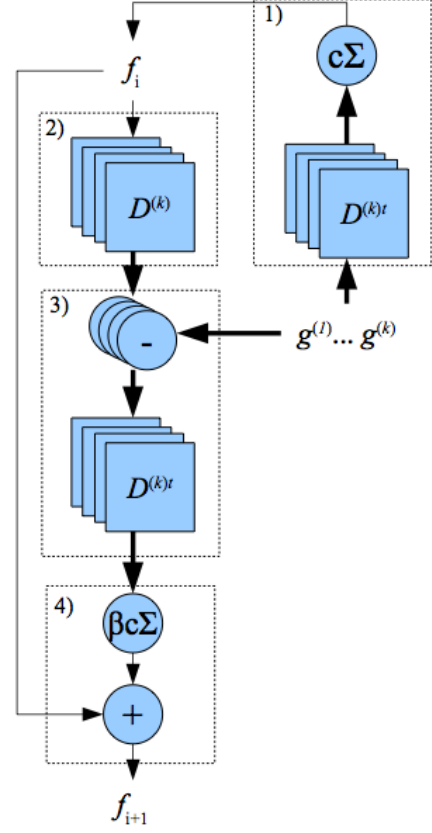 1)
cΣ
f_i
2)
D^(k)
D^(k)t
3)
-
g^(1)... g^(k)
D^(k)t
4)
βcΣ
+
f_i+1